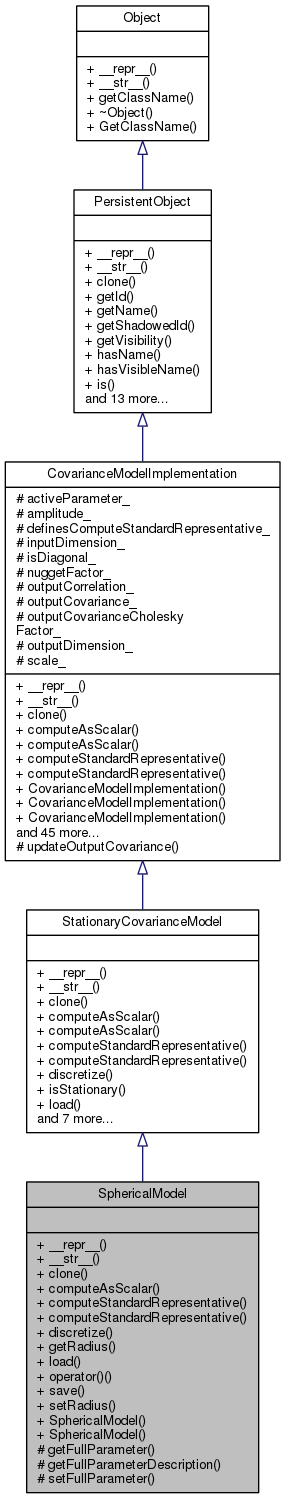 Object
+ __repr__()
+ __str__()
+ getClassName()
+ ~Object()
+ GetClassName()
PersistentObject
+ __repr__()
+ __str__()
+ clone()
+ getId()
+ getName()
+ getShadowedId()
+ getVisibility()
+ hasName()
+ hasVisibleName()
+ is()
and 13 more...
CovarianceModelImplementation
# activeParameter_
# amplitude_
# definesComputeStandardRepresentative_
# inputDimension_
# isDiagonal_
# nuggetFactor_
# outputCorrelation_
# outputCovariance_
# outputCovarianceCholesky
Factor_
# outputDimension_
# scale_
+ __repr__()
+ __str__()
+ clone()
+ computeAsScalar()
+ computeAsScalar()
+ computeStandardRepresentative()
+ computeStandardRepresentative()
+ CovarianceModelImplementation()
+ CovarianceModelImplementation()
+ CovarianceModelImplementation()
and 45 more...
# updateOutputCovariance()
StationaryCovarianceModel
+ __repr__()
+ __str__()
+ clone()
+ computeAsScalar()
+ computeAsScalar()
+ computeStandardRepresentative()
+ computeStandardRepresentative()
+ discretize()
+ isStationary()
+ load()
and 7 more...
SphericalModel
+ __repr__()
+ __str__()
+ clone()
+ computeAsScalar()
+ computeStandardRepresentative()
+ computeStandardRepresentative()
+ discretize()
+ getRadius()
+ load()
+ operator()()
+ save()
+ setRadius()
+ SphericalModel()
+ SphericalModel()
# getFullParameter()
# getFullParameterDescription()
# setFullParameter()